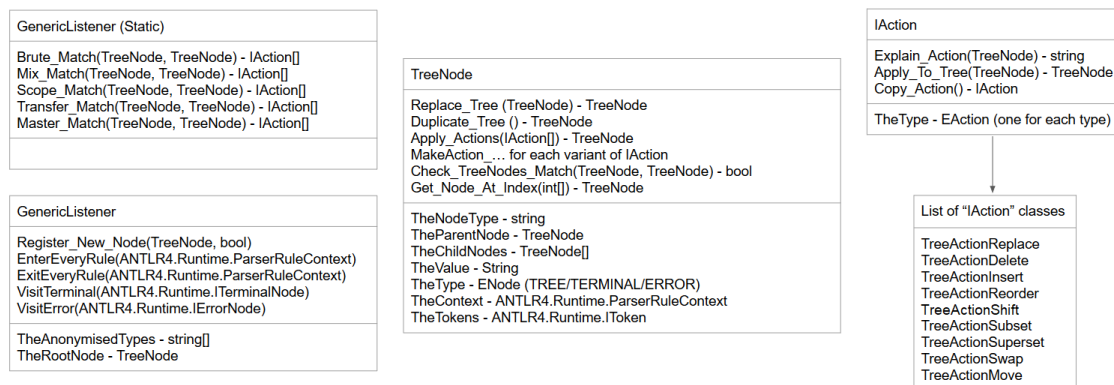 GenericListener (Static)
Brute_Match(TreeNode, TreeNode) - IAction[]
Mix_Match(TreeNode, TreeNode) - IAction[]
Scope_Match(TreeNode, TreeNode) - IAction[]
Transfer_Match(TreeNode, TreeNode) - IAction[]
Master_Match(TreeNode, TreeNode) - IAction[]
GenericListener
Register_New_Node(TreeNode, bool)
EnterEveryRule(ANTLR4.Runtime.ParserRuleContext)
ExitEveryRule(ANTLR4.Runtime.ParserRuleContext)
VisitTerminal(ANTLR4.Runtime.ITerminalNode)
VisitError(ANTLR4.Runtime.IErrorNode)
TheAnonymisedTypes - string[]
TheRootNode - TreeNode
TreeNode
Replace_Tree (TreeNode) - TreeNode
Duplicate_Tree () - TreeNode
Apply_Actions(IAction[]) - TreeNode
MakeAction_... for each variant of IAction
Check_TreeNodes_Match(TreeNode, TreeNode) - bool
Get_Node_At_Index(int[]) - TreeNode
TheNodeType - string
TheParentNode - TreeNode
TheChildNodes - TreeNode[]
TheValue - String
TheType - ENode (TREE/TERMINAL/ERROR)
TheContext - ANTLR4.Runtime.ParserRuleContext
TheTokens - ANTLR4.Runtime.IToken
IAction
Explain_Action(TreeNode) - string
Apply_To_Tree(TreeNode) - TreeNode
Copy_Action() - IAction
TheType - EAction (one for each type)
List of “IAction” classes
TreeActionReplace
TreeActionDelete
TreeActionInsert
TreeActionReorder
TreeActionShift
TreeActionSubset
TreeActionSuperset
TreeActionSwap
TreeActionMove